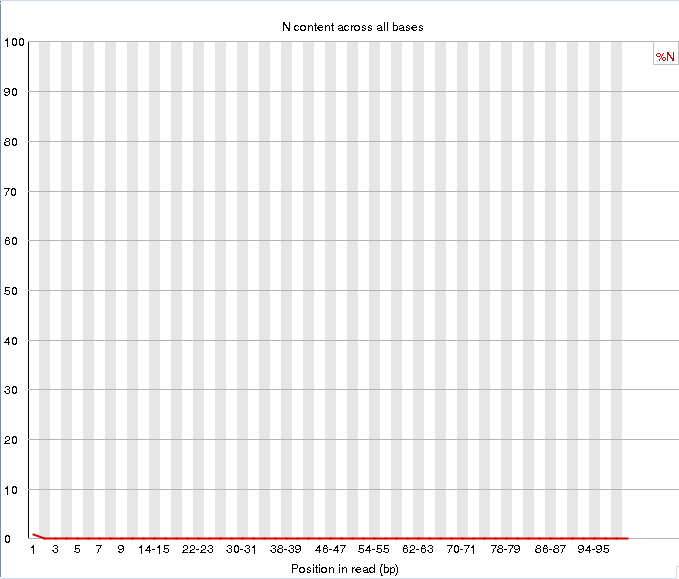 N content across all bases
100
%N
90
80
70
60
50
40
30
20
10
0
1 3 5 7 9 14-15 22-23 30-31 38-39 46-47 54-55 62-63 70-71 78-79 86-87 94-95
Position in read (bp)